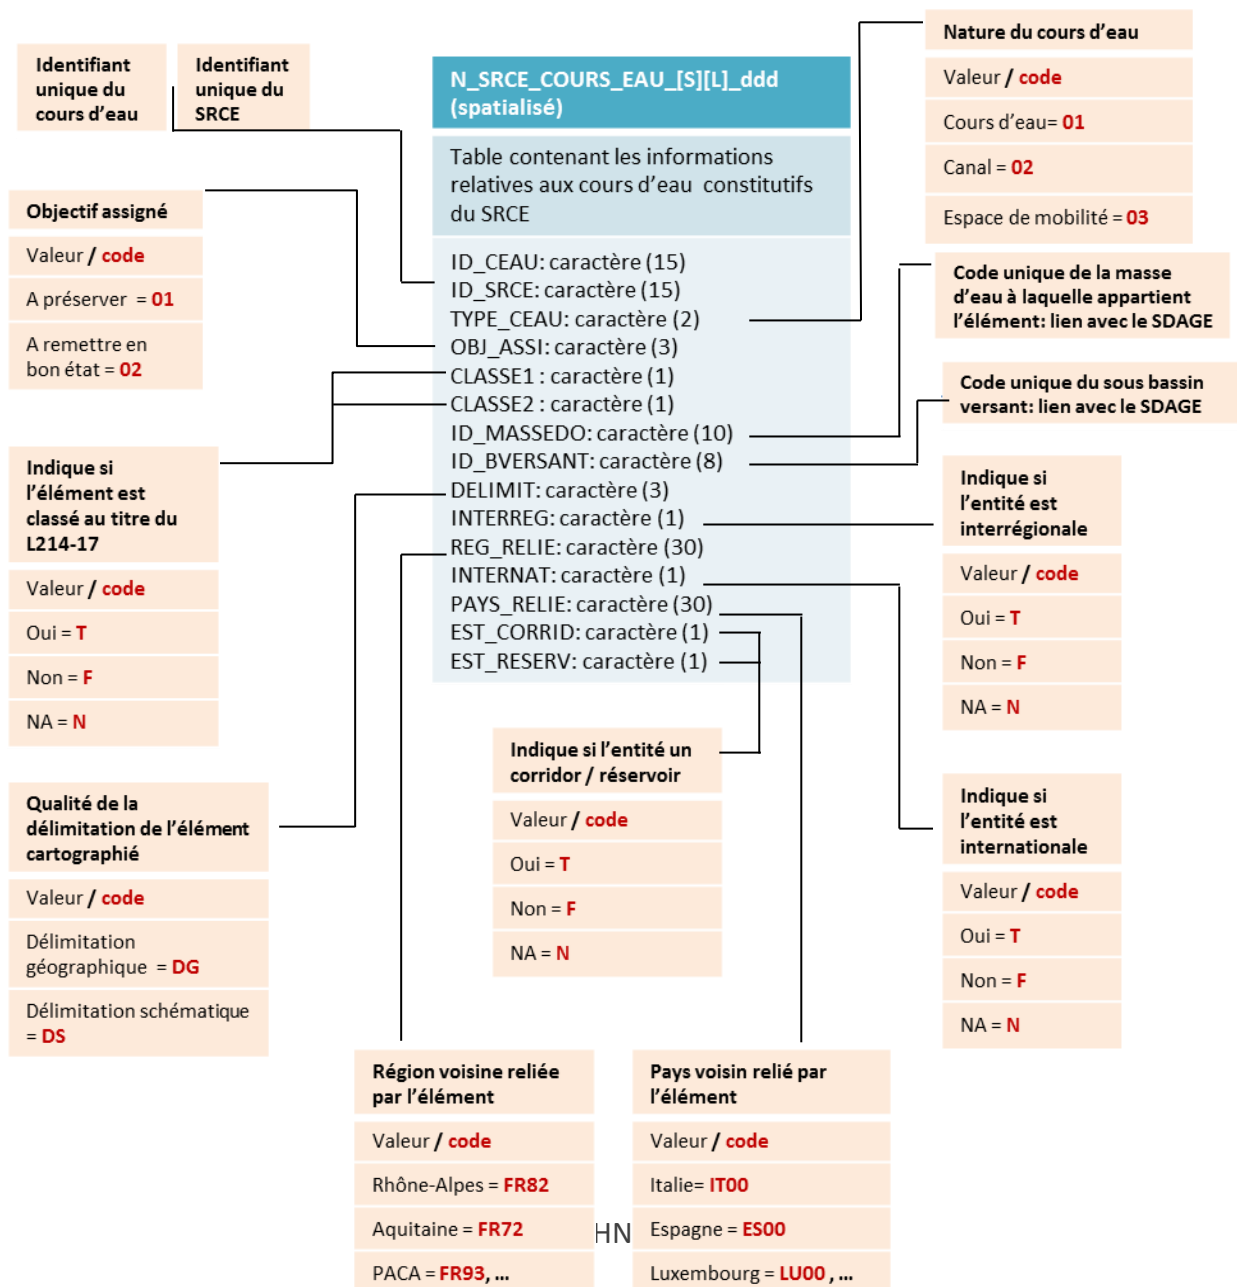 Identifiant
unique du
cours d'eau
Identifiant
unique du
SRCE
N_SRCE_COURS_EAU_[S][L]_ddd
(spatialisé)
Table contenant les informations
relatives aux cours d'eau constitutifs
du SRCE
ID_CEAU: caractère (15)
ID_SRCE: caractère (15)
TYPE_CEAU: caractère (2)
OBJ_ASSI: caractère (3)
CLASSE1 : caractère (1)
CLASSE2 : caractère (1)
ID_MASSEDO: caractère (10)
ID_BVERSANT: caractère (8)
DELIMIT: caractère (3)
INTERREG: caractère (1)
REG_RELIE: caractère (30)
INTERNAT: caractère (1)
PAYS_RELIE: caractère (30)
EST_CORRID: caractère (1)
EST_RESERV: caractère (1)
Nature du cours d'eau
Valeur / code
Cours d'eau= 01
Canal = 02
Espace de mobilité = 03
Objectif assigné
Valeur / code
A préserver = 01
A remettre en
bon état = 02
Code unique de la masse
d'eau à laquelle appartient
l'élément: lien avec le SDAGE
Code unique du sous bassin
versant: lien avec le SDAGE
Indique si
l'élément est
classé au titre du
L214-17
Valeur / code
Oui = T
Non = F
NA = N
Indique si
l'entité est
interrégionale
Valeur / code
Oui = T
Non = F
NA = N
Indique si l'entité un
corridor / réservoir
Valeur / code
Oui = T
Non = F
NA = N
Qualité de la
délimitation de l'élément
cartographié
Valeur / code
Délimitation
géographique = DG
Délimitation schématique
= DS
Indique si
l'entité est
internationale
Valeur / code
Oui = T
Non = F
NA = N
Région voisine reliée
par l'élément
Valeur / code
Rhône-Alpes = FR82
Aquitaine = FR72
PACA = FR93, ...
HN
Pays voisin relié par
l'élément
Valeur / code
Italie= IT00
Espagne = ES00
Luxembourg = LU00 , ...